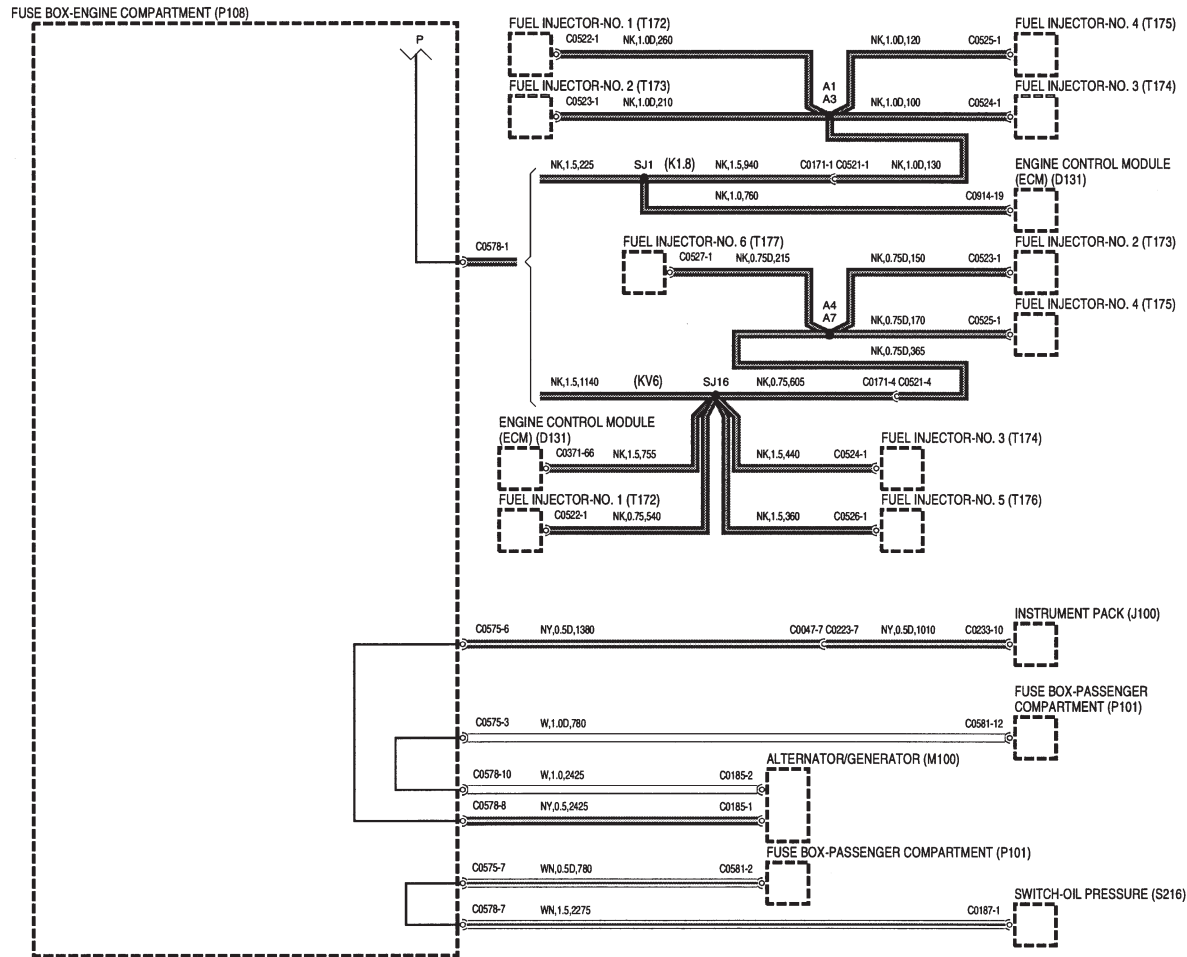 FUSE BOX-ENGINE COMPARTMENT (P108)
P
FUEL INJECTOR-NO. 1 (T172)
C0522-1 NK,1.0D,260
FUEL INJECTOR-NO. 4 (T175)
NK,1.0D,120 C0525-1
FUEL INJECTOR-NO. 2 (T173)
C0523-1 NK,1.0D,210
A1
A3
FUEL INJECTOR-NO. 3 (T174)
NK,1.0D,100 C0524-1
NK,1.5,225 SJ1 (K1.8) NK,1.5,940 C0171-1 C0521-1 NK,1.0D,130
ENGINE CONTROL MODULE
(ECM) (D131)
NK,1.0,760 C0914-19
C0578-1
FUEL INJECTOR-NO. 6 (T177)
C0527-1 NK,0.75D,215
FUEL INJECTOR-NO. 2 (T173)
NK,0.75D,150 C0523-1
A4
A7
FUEL INJECTOR-NO. 4 (T175)
NK,0.75D,170 C0525-1
NK,0.75D,365
NK,1.5,1140 (KV6) SJ16 NK,0.75,605 C0171-4 C0521-4
ENGINE CONTROL MODULE
(ECM) (D131)
C0371-66 NK,1.5,755
FUEL INJECTOR-NO. 3 (T174)
NK,1.5,440 C0524-1
FUEL INJECTOR-NO. 1 (T172)
C0522-1 NK,0.75,540
FUEL INJECTOR-NO. 5 (T176)
NK,1.5,360 C0526-1
INSTRUMENT PACK (J100)
C0575-6 NY,0.5D,1380 C0047-7 C0223-7 NY,0.5D,1010 C0233-10
FUSE BOX-PASSENGER
COMPARTMENT (P101)
C0575-3 W,1.0D,780 C0581-12
ALTERNATOR/GENERATOR (M100)
C0578-10 W,1.0,2425 C0185-2
C0578-8 NY,0.5,2425 C0185-1
FUSE BOX-PASSENGER COMPARTMENT (P101)
C0575-7 WN,0.5D,780 C0581-2
SWITCH-OIL PRESSURE (S216)
C0578-7 WN,1.5,2275 C0187-1